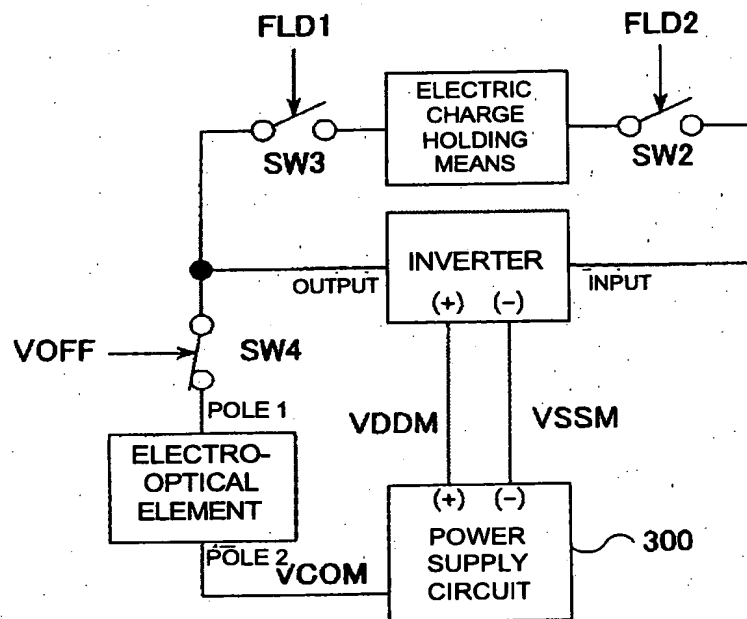 FLD1
FLD2
ELECTRIC
CHARGE
HOLDING
MEANS
SW3
SW2
INVERTER
OUTPUT
INPUT
(+) (-)
VOFF
SW4
POLE 1
VDDM
VSSM
ELECTRO-
OPTICAL
ELEMENT
(+) (-)
POWER
SUPPLY
CIRCUIT
300
POLE 2
VCOM